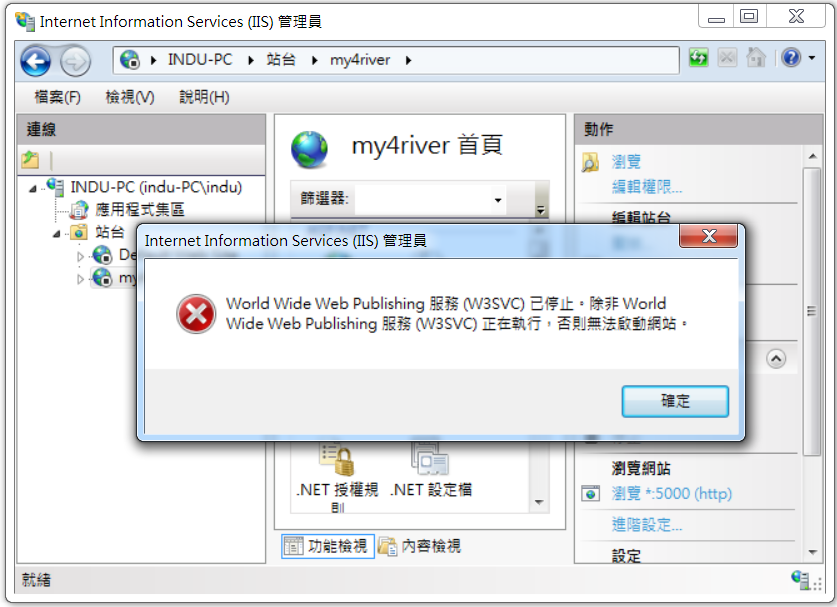 Internet Information Services (IIS) 管理員
INDU-PC
站台
my4river
檔案(F)
檢視(V)
說明(H)
連線
my4river 首頁
動作
篩選器:
瀏覽
編輯權限...
INDU-PC (indu-PC\indu)
應用程式集區
站台
編輯站台
Internet Information Services (IIS) 管理員
World Wide Web Publishing 服務 (W3SVC) 已停止。除非 World
Wide Web Publishing 服務 (W3SVC) 正在執行，否則無法啟動網站。
確定
.NET 授權規
則
.NET 設定檔
瀏覽網站
瀏覽 *:5000 (http)
進階設定...
設定
功能檢視
內容檢視
就緒